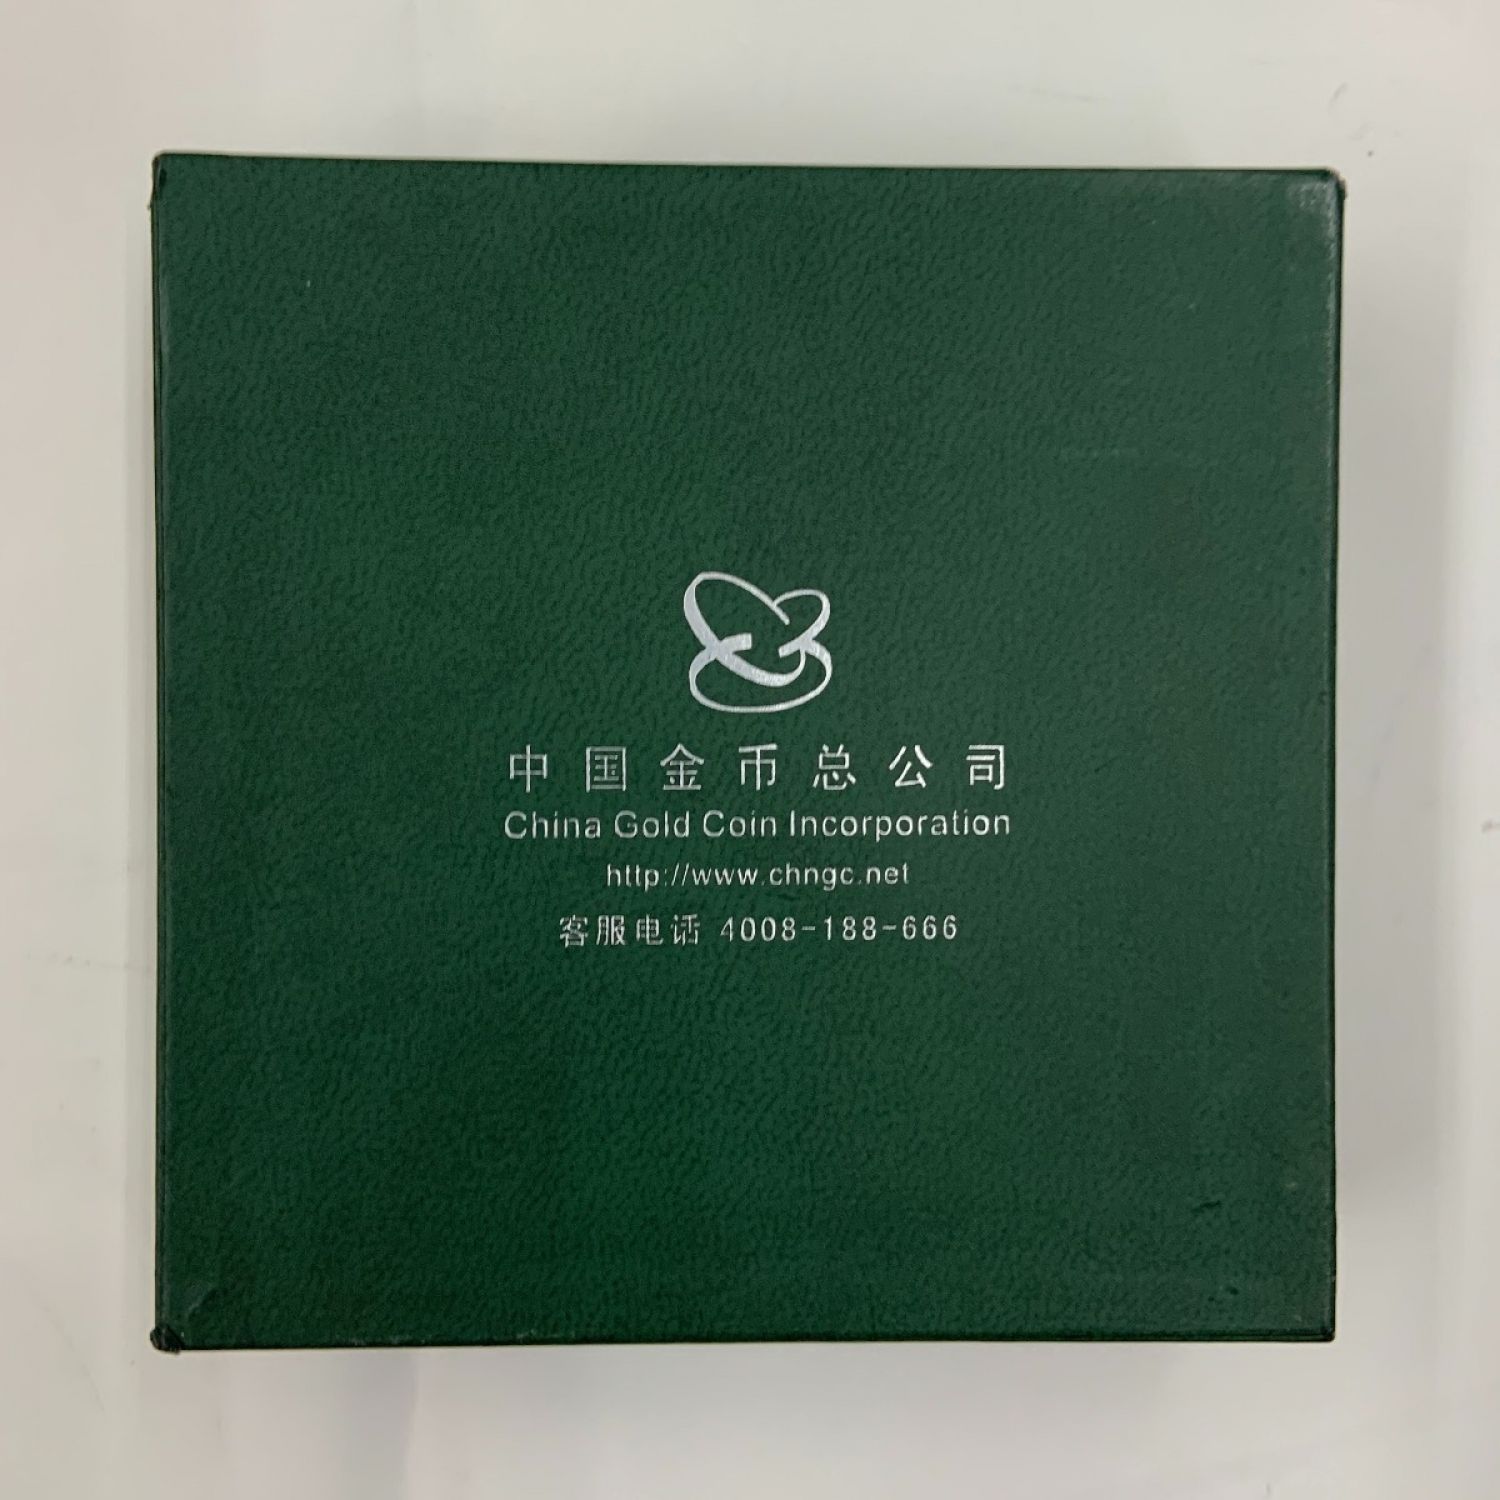 中国金币总公司
China Gold Coin Incorporation
http://www.chngc.net
客服电话 4008-188-666